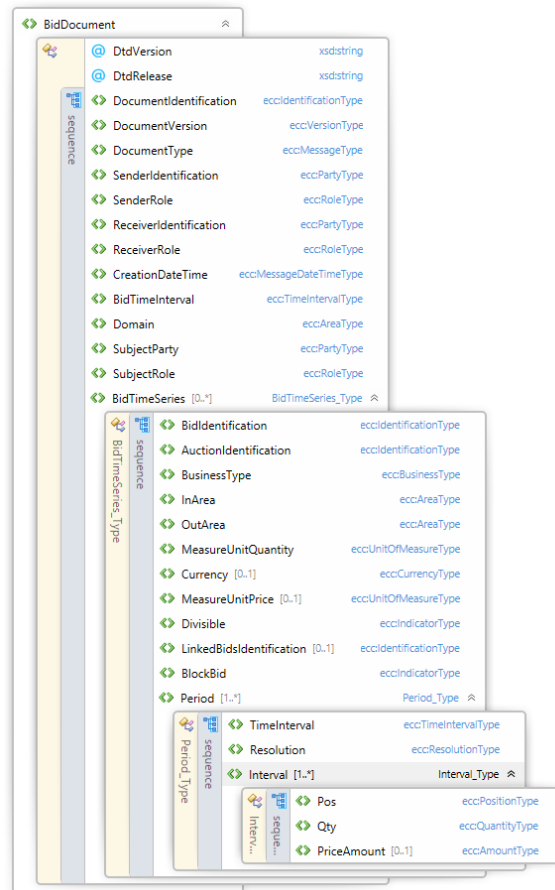 BidDocument
@ DtdVersion xsd:string
@ DtdRelease xsd:string
sequence
DocumentIdentification ecc:IdentificationType
DocumentVersion ecc:VersionType
DocumentType ecc:MessageType
SenderIdentification ecc:PartyType
SenderRole ecc:RoleType
ReceiverIdentification ecc:PartyType
ReceiverRole ecc:RoleType
CreationDateTime ecc:MessageDateTimeType
BidTimeInterval ecc:TimeIntervalType
Domain ecc:AreaType
SubjectParty ecc:PartyType
SubjectRole ecc:RoleType
BidTimeSeries [0..*] BidTimeSeries_Type
BidTimeSeries_Type
sequence
BidIdentification ecc:IdentificationType
AuctionIdentification ecc:IdentificationType
BusinessType ecc:BusinessType
InArea ecc:AreaType
OutArea ecc:AreaType
MeasureUnitQuantity ecc:UnitOfMeasureType
Currency [0..1] ecc:CurrencyType
MeasureUnitPrice [0..1] ecc:UnitOfMeasureType
Divisible ecc:IndicatorType
LinkedBidsIdentification [0..1] ecc:IdentificationType
BlockBid ecc:IndicatorType
Period [1..*] Period_Type
Period_Type
sequence
TimeInterval ecc:TimeIntervalType
Resolution ecc:ResolutionType
Interval [1..*] Interval_Type
Interv...
seque...
Pos ecc:PositionType
Qty ecc:QuantityType
PriceAmount [0..1] ecc:AmountType